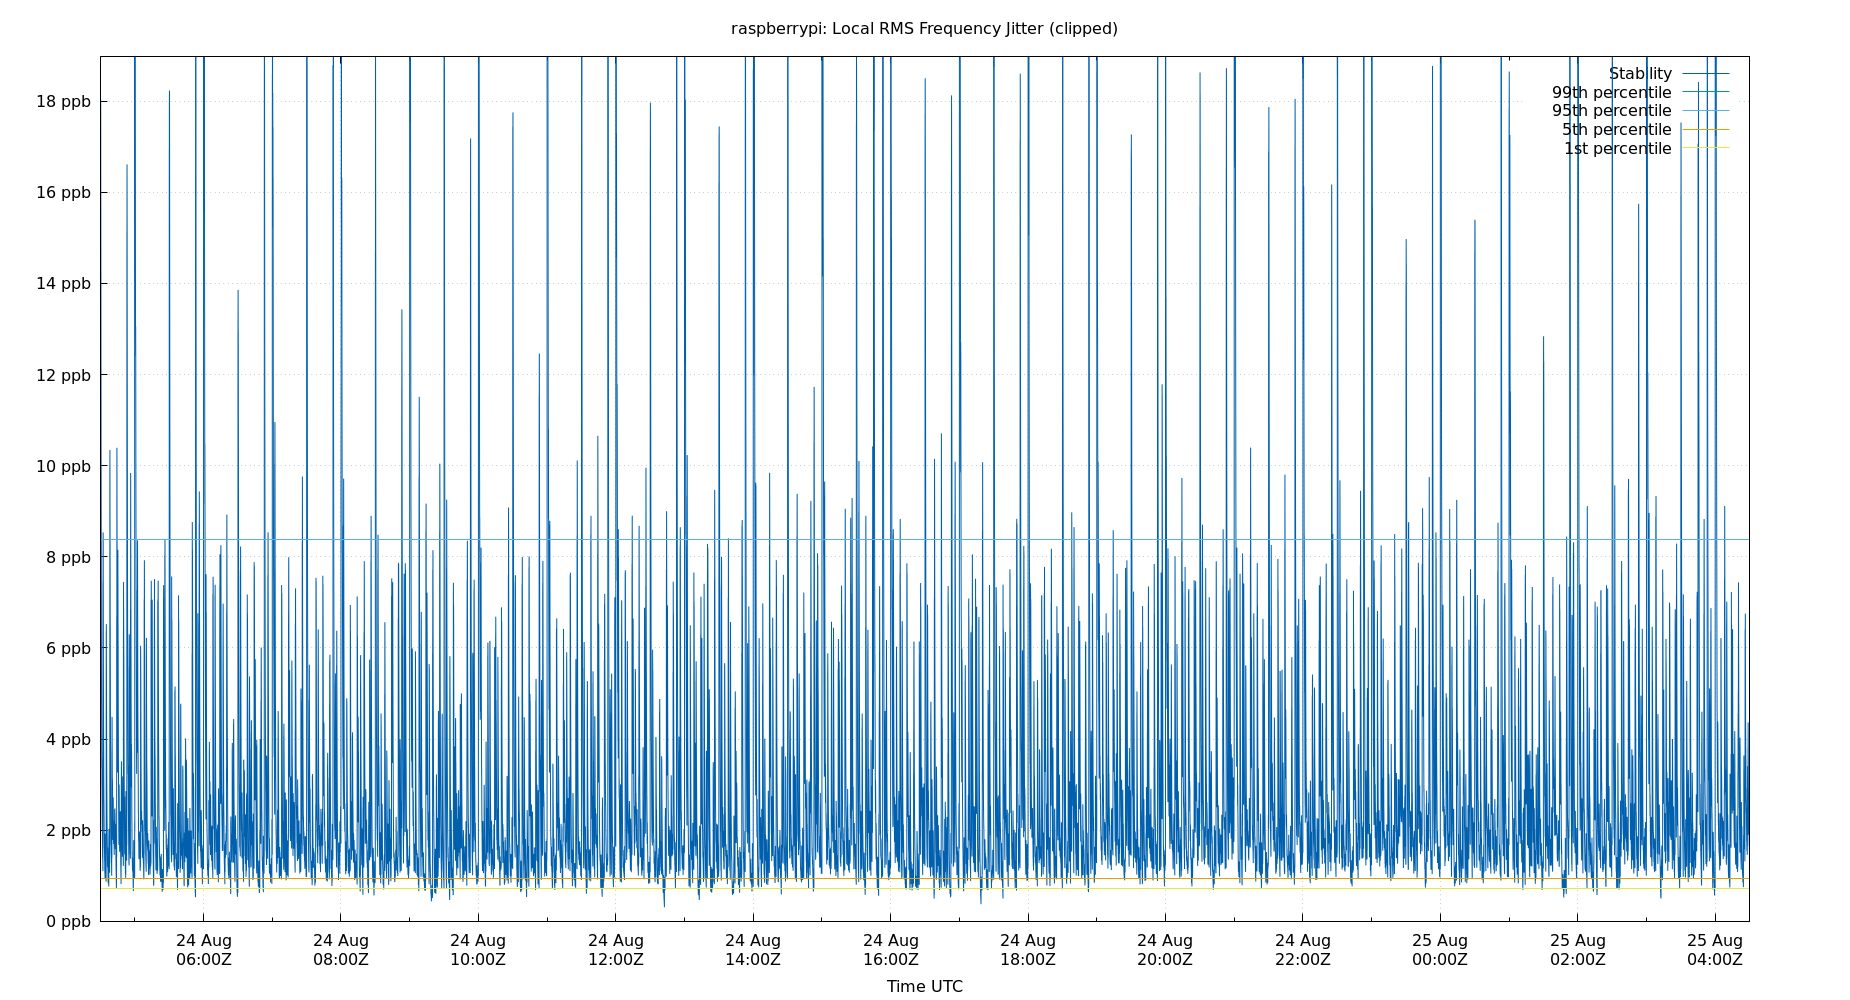 raspberrypi: Local RMS Frequency Jitter (clipped)
Stability
99th percentile
95th percentile
5th percentile
1st percentile
18 ppb
16 ppb
14 ppb
12 ppb
10 ppb
8 ppb
6 ppb
4 ppb
2 ppb
0 ppb
24 Aug 24 Aug 24 Aug 24 Aug 24 Aug 24 Aug 24 Aug 24 Aug 24 Aug 25 Aug 25 Aug 25 Aug
06:00Z 08:00Z 10:00Z 12:00Z 14:00Z 16:00Z 18:00Z 20:00Z 22:00Z 00:00Z 02:00Z 04:00Z
Time UTC